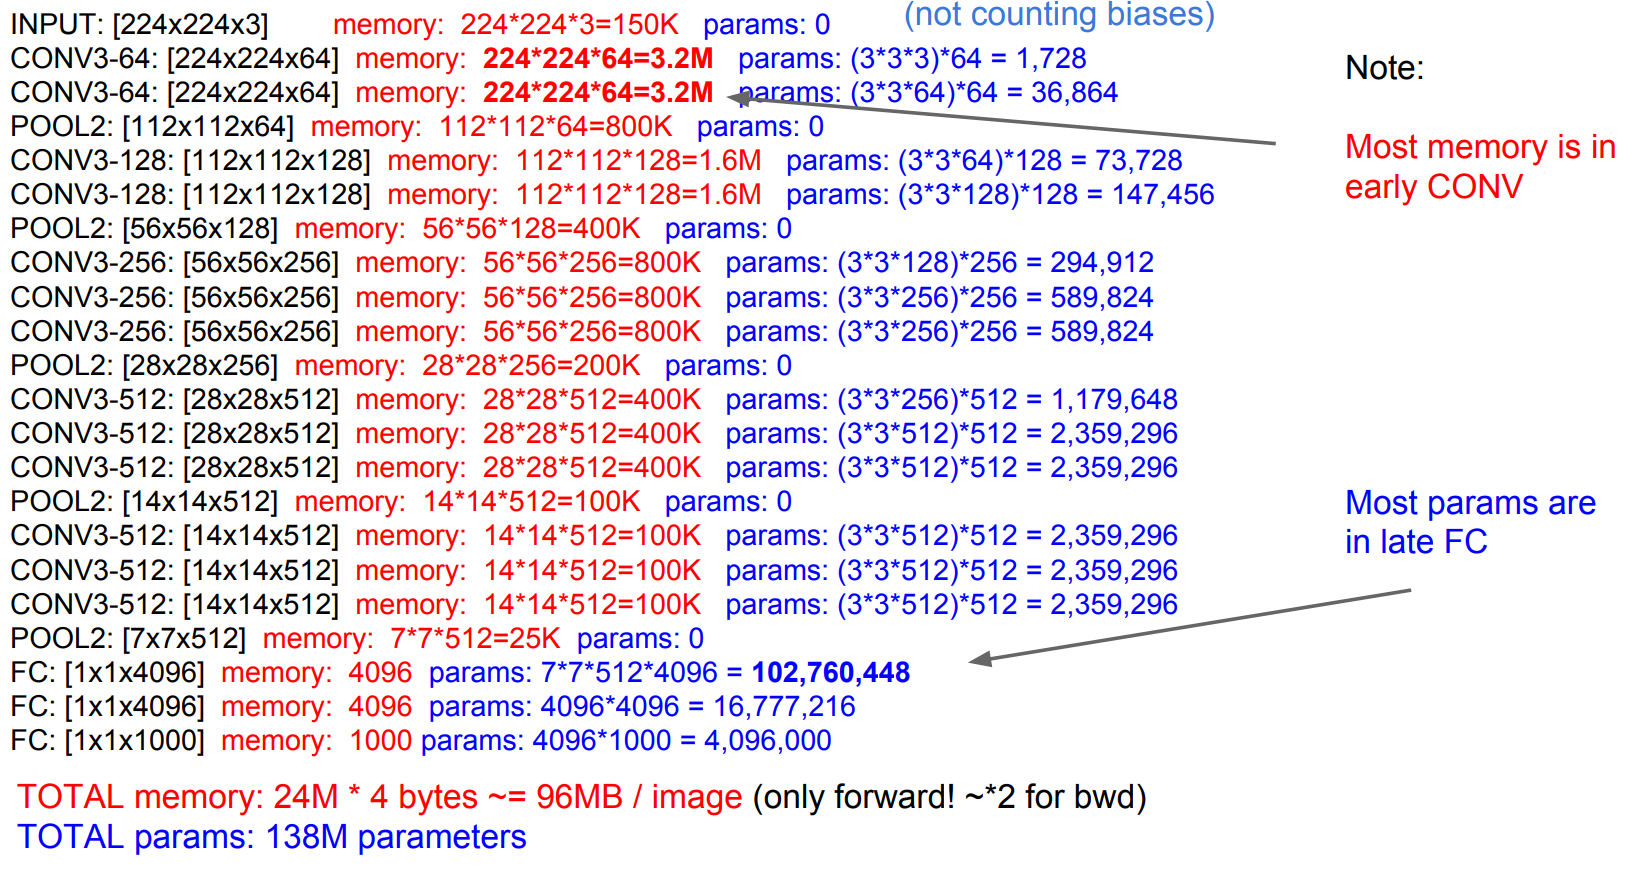 (not counting biases)
INPUT: [224x224x3] memory: 224*224*3=150K params: 0
CONV3-64: [224x224x64] memory: 224*224*64=3.2M params: (3*3*3)*64 = 1,728
CONV3-64: [224x224x64] memory: 224*224*64=3.2M params: (3*3*64)*64 = 36,864
POOL2: [112x112x64] memory: 112*112*64=800K params: 0
CONV3-128: [112x112x128] memory: 112*112*128=1.6M params: (3*3*64)*128 = 73,728
CONV3-128: [112x112x128] memory: 112*112*128=1.6M params: (3*3*128)*128 = 147,456
POOL2: [56x56x128] memory: 56*56*128=400K params: 0
CONV3-256: [56x56x256] memory: 56*56*256=800K params: (3*3*128)*256 = 294,912
CONV3-256: [56x56x256] memory: 56*56*256=800K params: (3*3*256)*256 = 589,824
CONV3-256: [56x56x256] memory: 56*56*256=800K params: (3*3*256)*256 = 589,824
POOL2: [28x28x256] memory: 28*28*256=200K params: 0
CONV3-512: [28x28x512] memory: 28*28*512=400K params: (3*3*256)*512 = 1,179,648
CONV3-512: [28x28x512] memory: 28*28*512=400K params: (3*3*512)*512 = 2,359,296
CONV3-512: [28x28x512] memory: 28*28*512=400K params: (3*3*512)*512 = 2,359,296
POOL2: [14x14x512] memory: 14*14*512=100K params: 0
CONV3-512: [14x14x512] memory: 14*14*512=100K params: (3*3*512)*512 = 2,359,296
CONV3-512: [14x14x512] memory: 14*14*512=100K params: (3*3*512)*512 = 2,359,296
CONV3-512: [14x14x512] memory: 14*14*512=100K params: (3*3*512)*512 = 2,359,296
POOL2: [7x7x512] memory: 7*7*512=25K params: 0
FC: [1x1x4096] memory: 4096 params: 7*7*512*4096 = 102,760,448
FC: [1x1x4096] memory: 4096 params: 4096*4096 = 16,777,216
FC: [1x1x1000] memory: 1000 params: 4096*1000 = 4,096,000
TOTAL memory: 24M * 4 bytes ~= 96MB / image (only forward! ~*2 for bwd)
TOTAL params: 138M parameters
Note:
Most memory is in
early CONV
Most params are
in late FC